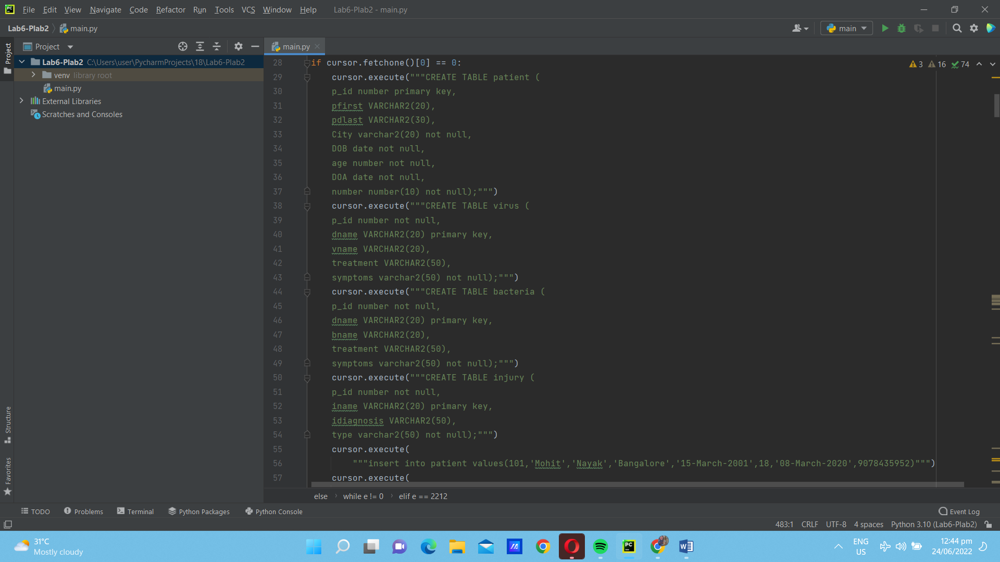 File Edit View Navigate Code Refactor Run Tools VCS Window Help Lab6-Plab2 - main.py
Lab6-Plab2 main.py main
Project main.py
Project
Lab6-Plab2 C:\Users\user\PycharmProjects\18\Lab6-Plab2
venv library root
main.py
External Libraries
Scratches and Consoles
Structure
Favorites
3 16 74
28 if cursor.fetchone()[0] == 0:
29 cursor.execute("""CREATE TABLE patient (
30 p_id number primary key,
31 pfirst VARCHAR2(20),
32 pdlast VARCHAR2(30),
33 City varchar2(20) not null,
34 DOB date not null,
35 age number not null,
36 DOA date not null,
37 number number(10) not null);""")
38 cursor.execute("""CREATE TABLE virus (
39 p_id number not null,
40 dname VARCHAR2(20) primary key,
41 vname VARCHAR2(20),
42 treatment VARCHAR2(50),
43 symptoms varchar2(50) not null);""")
44 cursor.execute("""CREATE TABLE bacteria (
45 p_id number not null,
46 dname VARCHAR2(20) primary key,
47 bname VARCHAR2(20),
48 treatment VARCHAR2(50),
49 symptoms varchar2(50) not null);""")
50 cursor.execute("""CREATE TABLE injury (
51 p_id number not null,
52 iname VARCHAR2(20) primary key,
53 idiagnosis VARCHAR2(50),
54 type varchar2(50) not null);""")
55 cursor.execute(
56 """insert into patient values(101,'Mohit','Nayak','Bangalore','15-March-2001',18,'08-March-2020',9078435952)""")
57 cursor.execute(
else while e != 0 elif e == 2212
TODO Problems Terminal Python Packages Python Console Event Log
483:1 CRLF UTF-8 4 spaces Python 3.10 (Lab6-Plab2)
31°C
Mostly cloudy
ENG
US
12:44 pm
24/06/2022